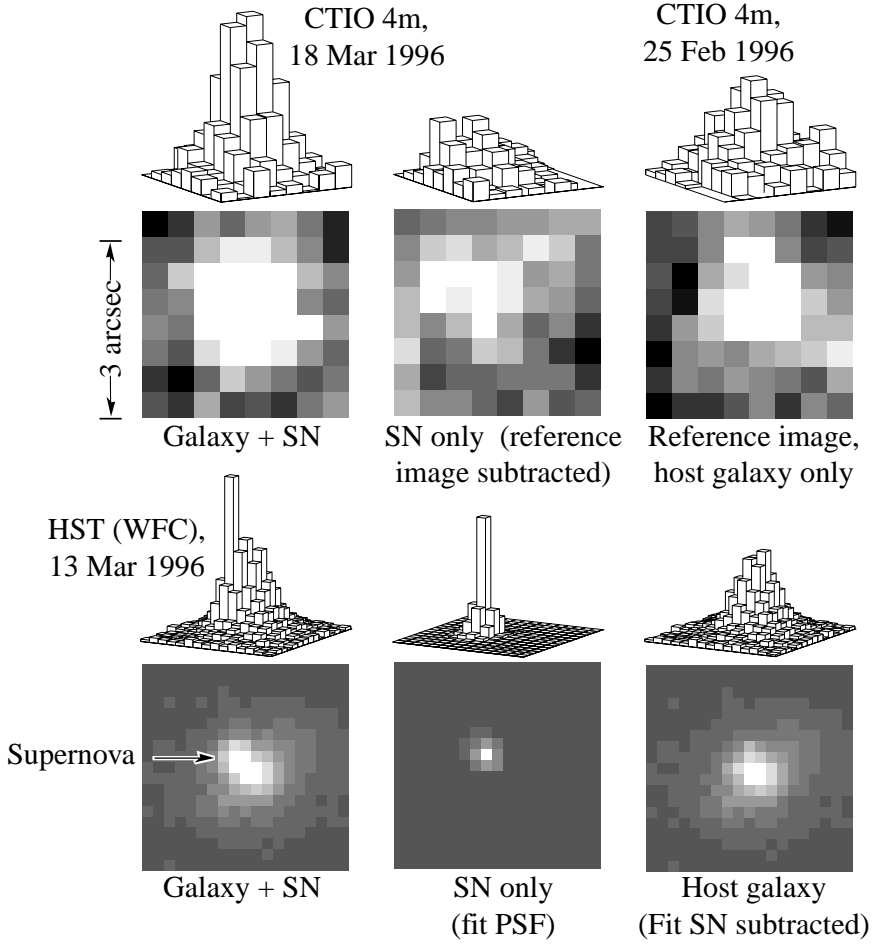 CTIO 4m,
18 Mar 1996
CTIO 4m,
25 Feb 1996
3 arcsec
Galaxy + SN
SN only (reference
image subtracted)
Reference image,
host galaxy only
HST (WFC),
13 Mar 1996
Supernova
Galaxy + SN
SN only
(fit PSF)
Host galaxy
(Fit SN subtracted)